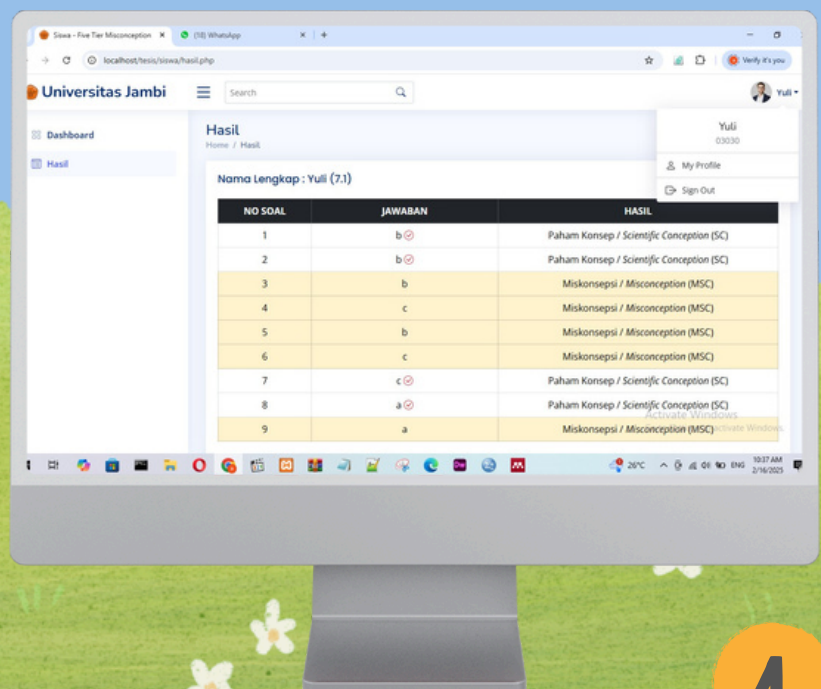 Siswa - Five Tier Misconception
(18) WhatsApp
localhost/tesis/siswa/hasil.php
Verify it's you
Universitas Jambi
Search
Yuli
Dashboard
Hasil
Hasil
Home / Hasil
Yuli
03030
My Profile
Sign Out
Nama Lengkap : Yuli (7.1)
NO SOAL JAWABAN HASIL
1 b Paham Konsep / Scientific Conception (SC)
2 b Paham Konsep / Scientific Conception (SC)
3 b Miskonsepsi / Misconception (MSC)
4 c Miskonsepsi / Misconception (MSC)
5 b Miskonsepsi / Misconception (MSC)
6 c Miskonsepsi / Misconception (MSC)
7 c Paham Konsep / Scientific Conception (SC)
8 a Paham Konsep / Scientific Conception (SC)
Activate Windows
9 a Miskonsepsi / Misconception (MSC)
activate Windows.
26°C ENG 10:37 AM
2/16/2025